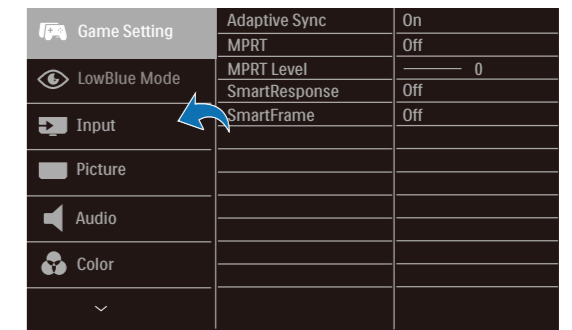 Game Setting
LowBlue Mode
Input
Picture
Audio
Color
Adaptive Sync On
MPRT Off
MPRT Level 0
SmartResponse Off
SmartFrame Off